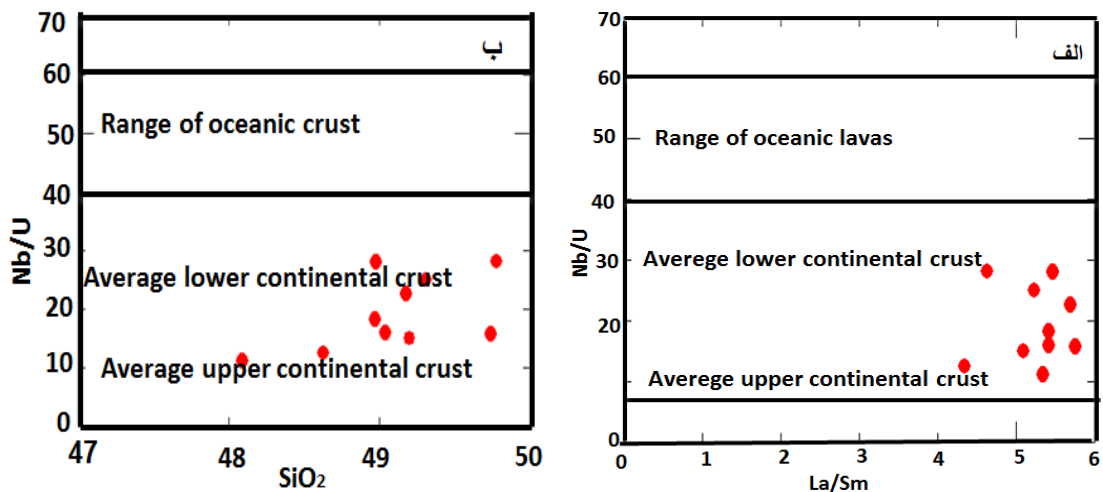 ب
Nb/U
70
60
50
40
30
20
10
0
Range of oceanic crust
Average lower continental crust
Average upper continental crust
47 48 49 50
SiO₂
الف
Nb/U
70
60
50
40
30
20
10
0
Range of oceanic lavas
Averege lower continental crust
Averege upper continental crust
0 1 2 3 4 5 6
La/Sm